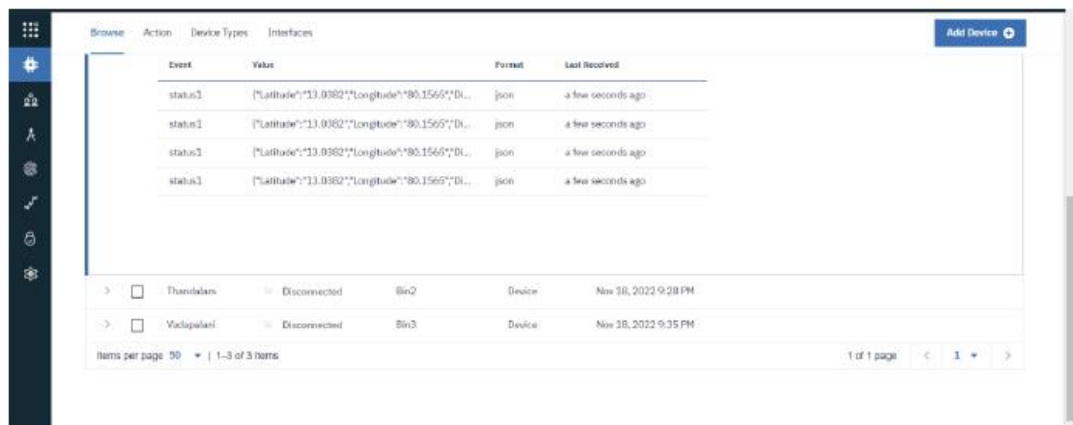 Browse Action Device Types Interfaces Add Device
Event Value Format Last Received
status1 {"Latitude":"13.0382","Longitude":"80.1565","Di... json a few seconds ago
status1 {"Latitude":"13.0382","Longitude":"80.1565","Di... json a few seconds ago
status1 {"Latitude":"13.0382","Longitude":"80.1565","Di... json a few seconds ago
status1 {"Latitude":"13.0382","Longitude":"80.1565","Di... json a few seconds ago
Thandalam Disconnected Bin2 Device Nov 18, 2022 9:28 PM
Vadapalani Disconnected Bin3 Device Nov 18, 2022 9:35 PM
Items per page 50 | 1–3 of 3 items 1 of 1 page 1